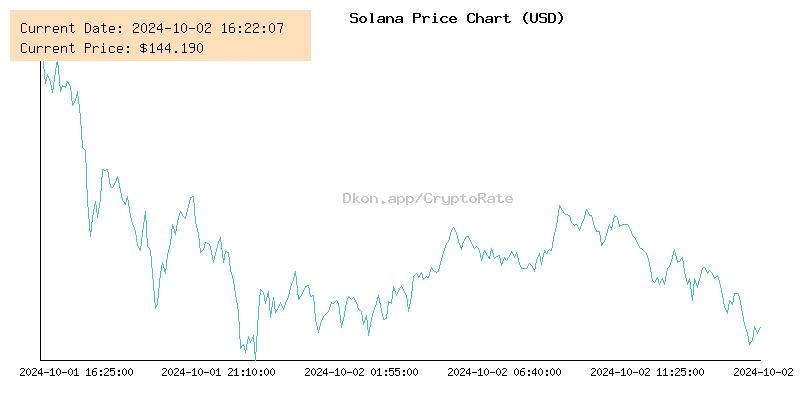 Solana Price Chart (USD)
Current Date: 2024-10-02 16:22:07
Current Price: $144.190
Dkon.app/CryptoRate
2024-10-01 16:25:00 2024-10-01 21:10:00 2024-10-02 01:55:00 2024-10-02 06:40:00 2024-10-02 11:25:00 2024-10-02